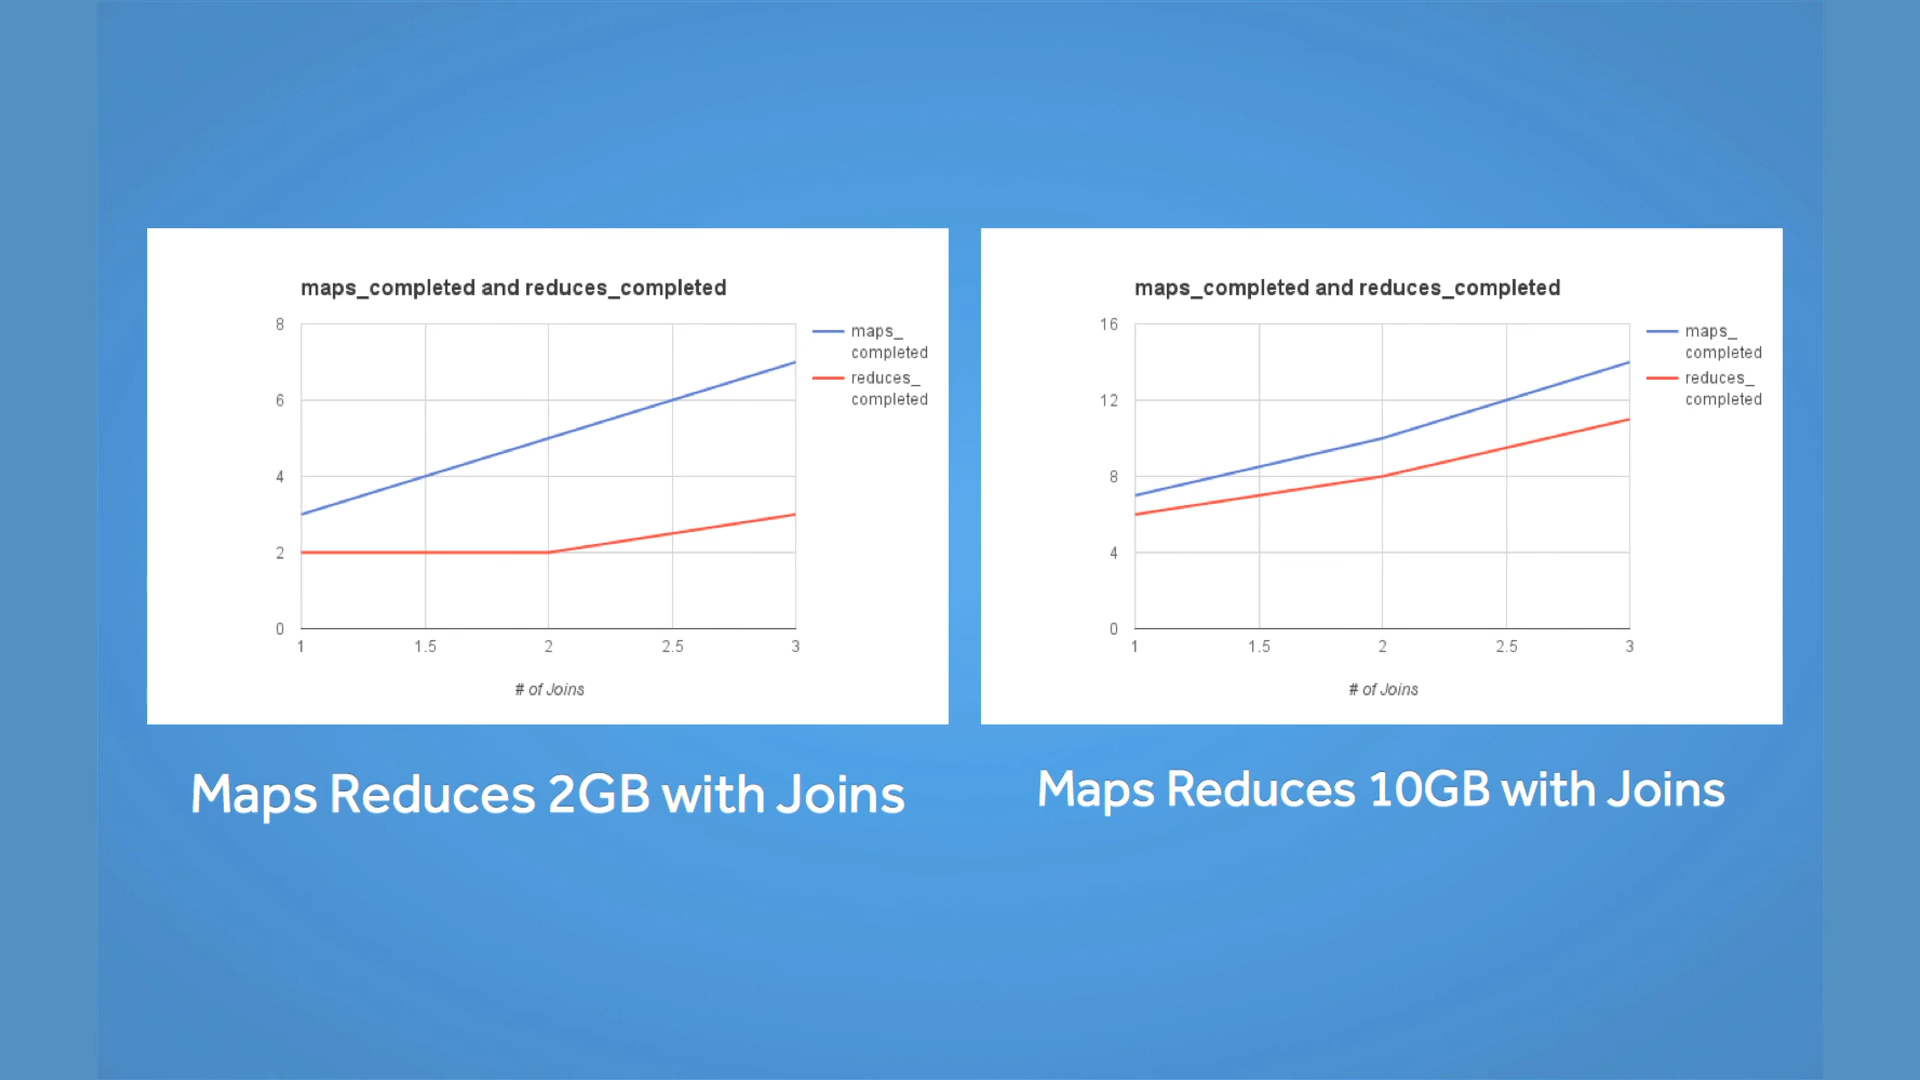 maps_completed and reduces_completed
8
6
4
2
0
1 1.5 2 2.5 3
# of Joins
maps_
completed
reduces_
completed
Maps Reduces 2GB with Joins
maps_completed and reduces_completed
16
12
8
4
0
1 1.5 2 2.5 3
# of Joins
maps_
completed
reduces_
completed
Maps Reduces 10GB with Joins